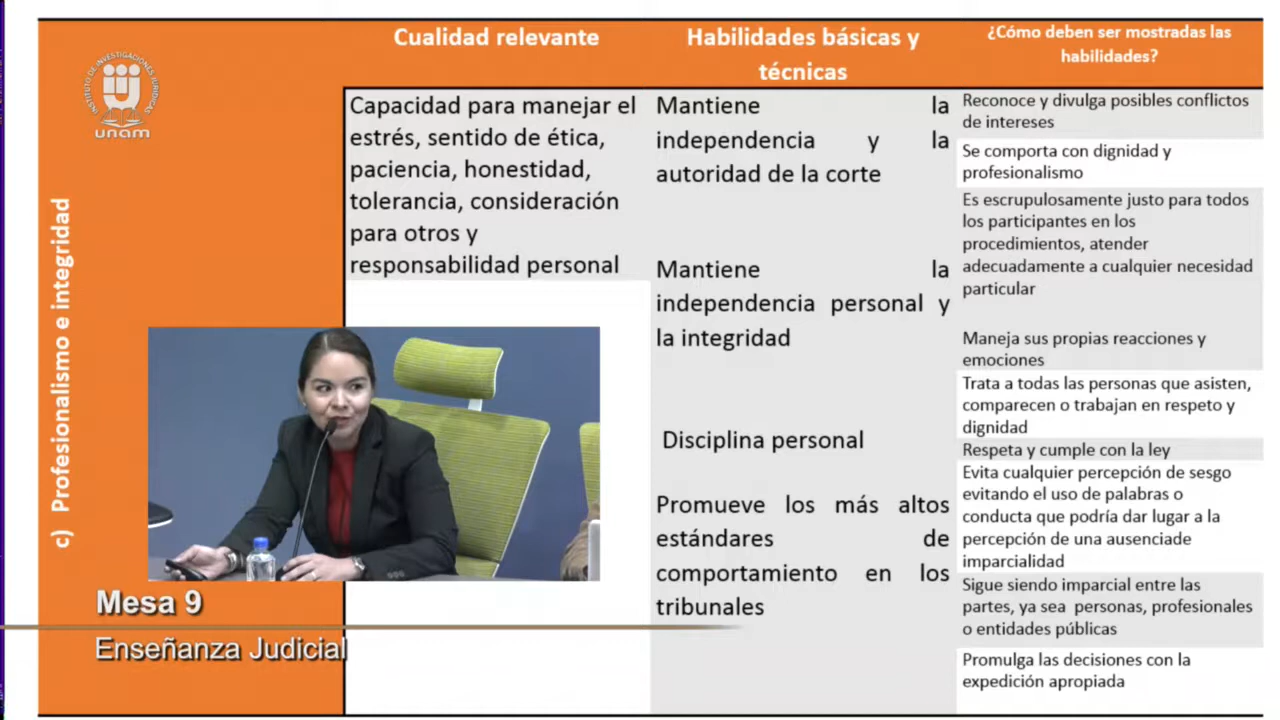 Cualidad relevante
Habilidades básicas y
técnicas
¿Cómo deben ser mostradas las
habilidades?
INSTITUTO DE INVESTIGACIONES JURIDICAS
unam
c) Profesionalismo e integridad
Capacidad para manejar el
estrés, sentido de ética,
paciencia, honestidad,
tolerancia, consideración
para otros y
responsabilidad personal
Mantiene la
independencia y la
autoridad de la corte
Mantiene la
independencia personal y
la integridad
Disciplina personal
Promueve los más altos
estándares de
comportamiento en los
tribunales
Reconoce y divulga posibles conflictos
de intereses
Se comporta con dignidad y
profesionalismo
Es escrupulosamente justo para todos
los participantes en los
procedimientos, atender
adecuadamente a cualquier necesidad
particular
Maneja sus propias reacciones y
emociones
Trata a todas las personas que asisten,
comparecen o trabajan en respeto y
dignidad
Respeta y cumple con la ley
Evita cualquier percepción de sesgo
evitando el uso de palabras o
conducta que podría dar lugar a la
percepción de una ausenciade
imparcialidad
Sigue siendo imparcial entre las
partes, ya sea personas, profesionales
o entidades públicas
Promulga las decisiones con la
expedición apropiada
Mesa 9
Enseñanza Judicial